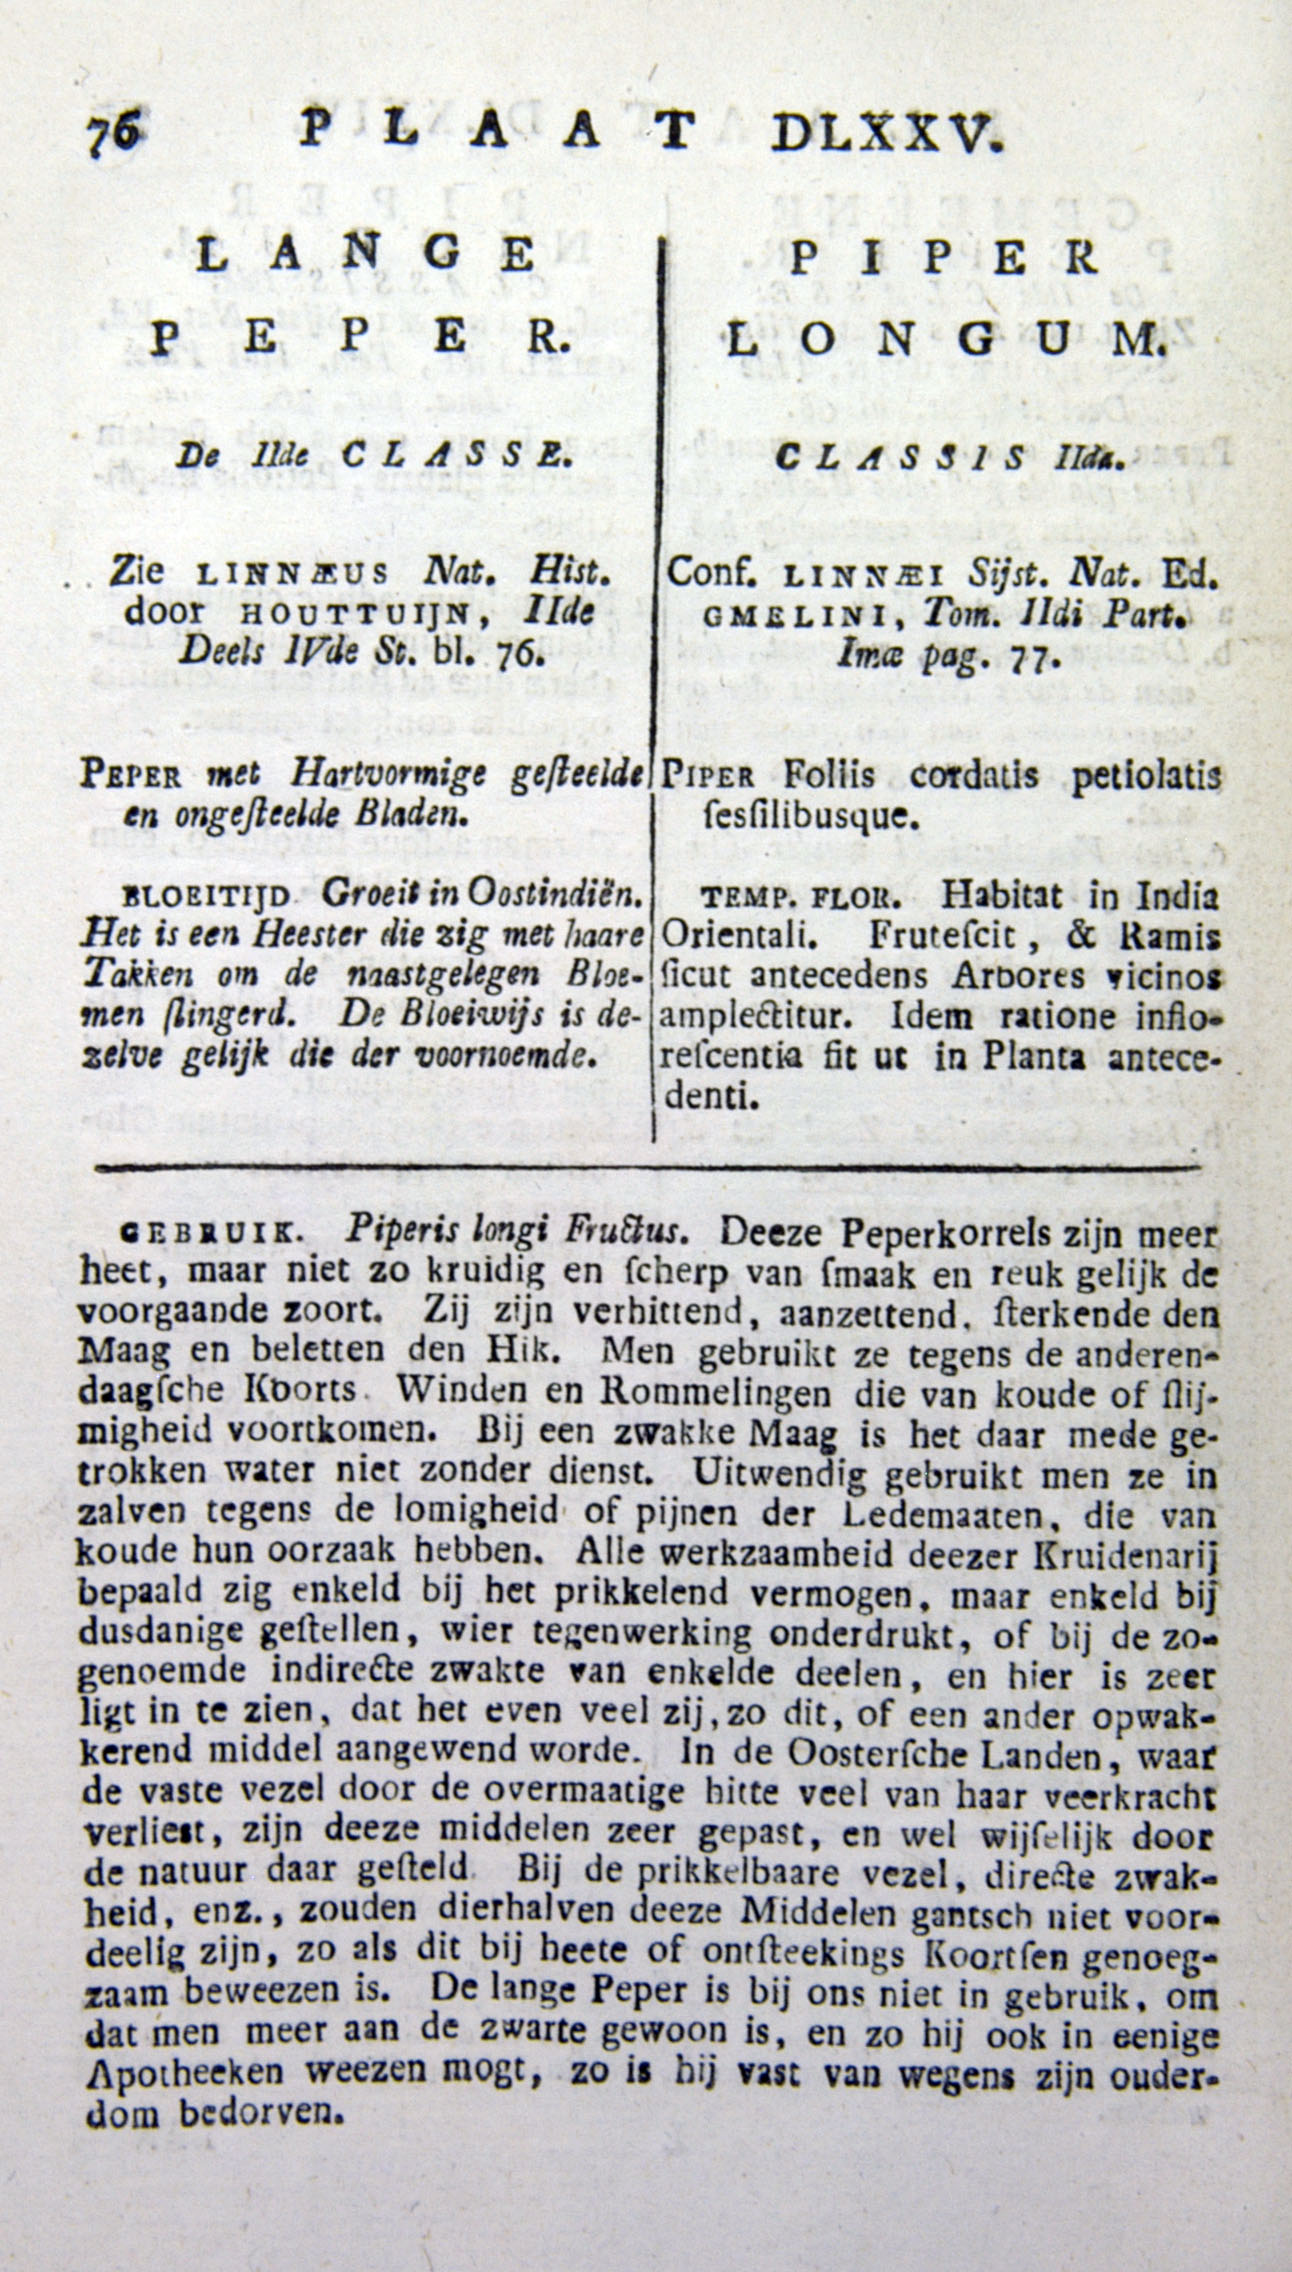 76 PLAAT DLXXV.
LANGE
PEPER.
De IIde CLASSE.
Zie LINNÆUS Nat. Hist.
door HOUTTUIJN, IIde
Deels IVde St. bl. 76.
PEPER met Hartvormige geſteelde
en ongeſteelde Bladen.
BLOEITIJD Groeit in Oostindiën.
Het is een Heester die zig met haare
Takken om de naastgelegen Bloe-
men ſlingerd. De Bloeiwijs is de-
zelve gelijk die der voornoemde.
PIPER
LONGUM.
CLASSIS IIda.
Conf. LINNÆI Sijst. Nat. Ed.
GMELINI, Tom. IIdi Part.
Imæ pag. 77.
PIPER Foliis cordatis petiolatis
ſesſilibusque.
TEMP. FLOR. Habitat in India
Orientali. Fruteſcit, & Ramis
ſicut antecedens Arbores vicinos
amplectitur. Idem ratione inflo-
reſcentia fit ut in Planta antece-
denti.
GEBRUIK. Piperis longi Fructus. Deeze Peperkorrels zijn meer
heet, maar niet zo kruidig en ſcherp van ſmaak en reuk gelijk de
voorgaande zoort. Zij zijn verhittend, aanzettend, ſterkende den
Maag en beletten den Hik. Men gebruikt ze tegens de anderen-
daagſche Koorts. Winden en Rommelingen die van koude of ſlij-
migheid voortkomen. Bij een zwakke Maag is het daar mede ge-
trokken water niet zonder dienst. Uitwendig gebruikt men ze in
zalven tegens de lomigheid of pijnen der Ledemaaten, die van
koude hun oorzaak hebben. Alle werkzaamheid deezer Kruidenarij
bepaald zig enkeld bij het prikkelend vermogen, maar enkeld bij
dusdanige geſtellen, wier tegenwerking onderdrukt, of bij de zo-
genoemde indirecte zwakte van enkelde deelen, en hier is zeer
ligt in te zien, dat het even veel zij, zo dit, of een ander opwak-
kerend middel aangewend worde. In de Oosterſche Landen, waar
de vaste vezel door de overmaatige hitte veel van haar veerkracht
verliest, zijn deeze middelen zeer gepast, en wel wijſelijk door
de natuur daar geſteld. Bij de prikkelbaare vezel, directe zwak-
heid, enz., zouden dierhalven deeze Middelen gantsch niet voor-
deelig zijn, zo als dit bij heete of ontſteekings Koortſen genoeg-
zaam beweezen is. De lange Peper is bij ons niet in gebruik, om
dat men meer aan de zwarte gewoon is, en zo hij ook in eenige
Apotheeken weezen mogt, zo is hij vast van wegens zijn ouder-
dom bedorven.